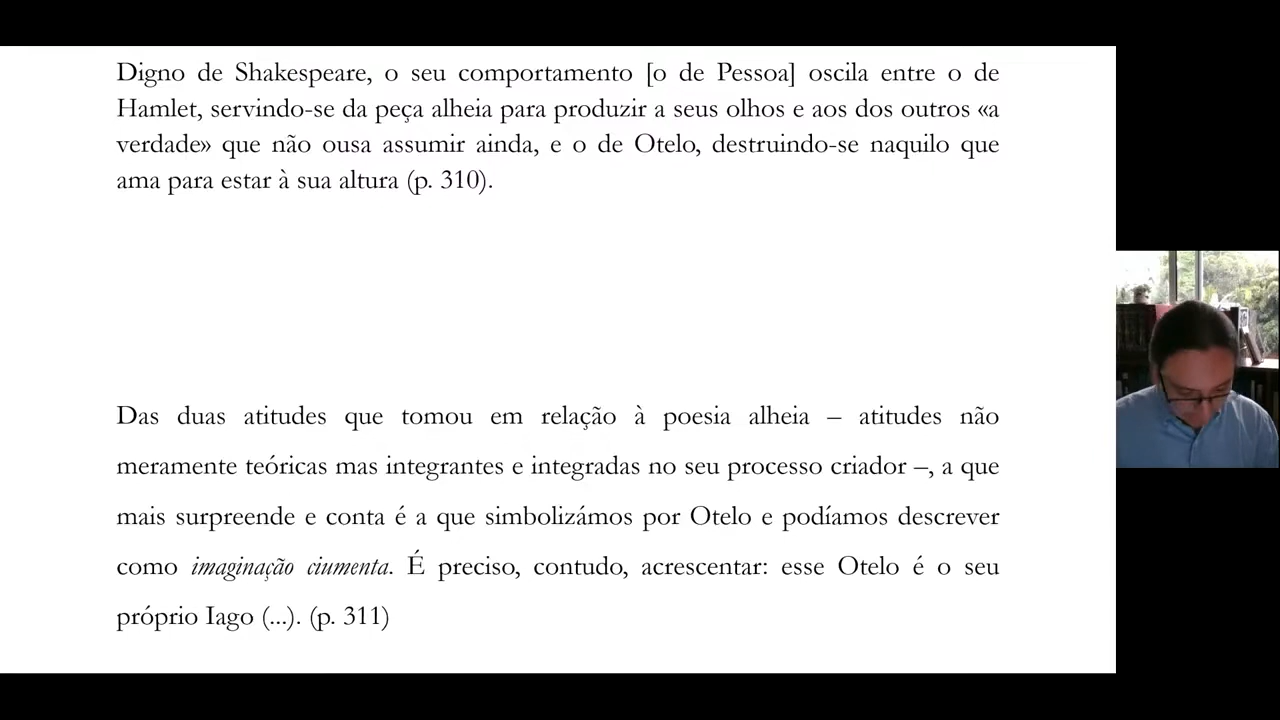 Digno de Shakespeare, o seu comportamento [o de Pessoa] oscila entre o de
Hamlet, servindo-se da peça alheia para produzir a seus olhos e aos dos outros «a
verdade» que não ousa assumir ainda, e o de Otelo, destruindo-se naquilo que
ama para estar à sua altura (p. 310).
Das duas atitudes que tomou em relação à poesia alheia – atitudes não
meramente teóricas mas integrantes e integradas no seu processo criador –, a que
mais surpreende e conta é a que simbolizámos por Otelo e podíamos descrever
como imaginação ciumenta. É preciso, contudo, acrescentar: esse Otelo é o seu
próprio Iago (...). (p. 311)